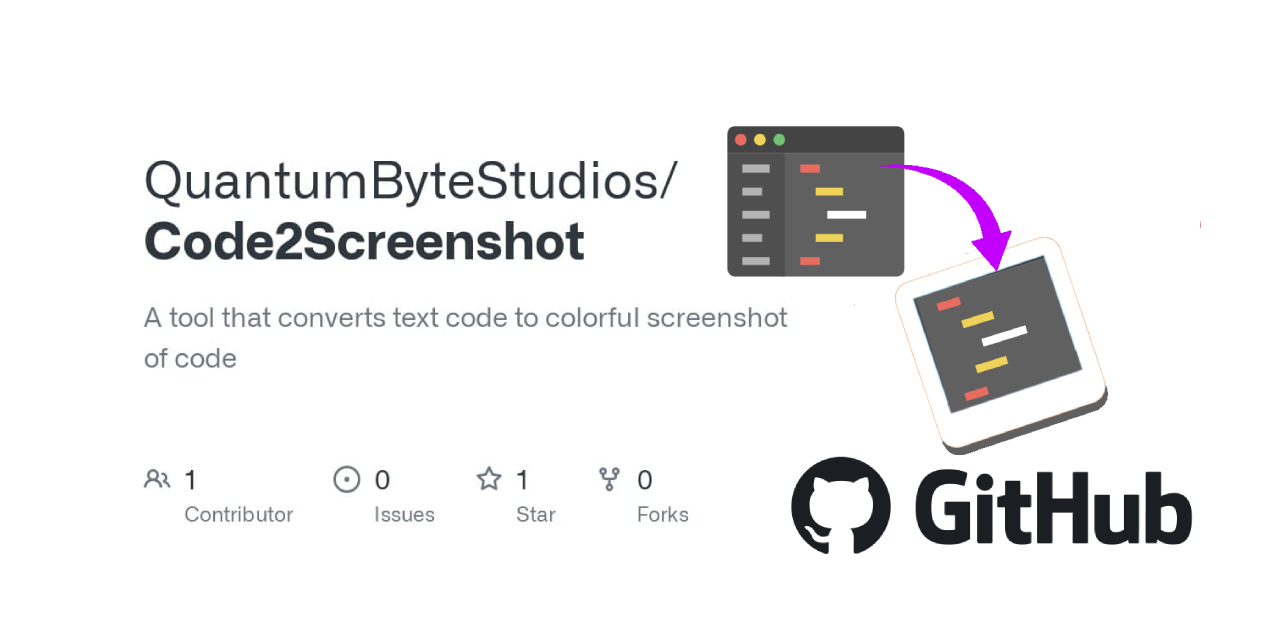 QuantumByteStudios/
Code2Screenshot
A tool that converts text code to colorful screenshot
of code
1
Contributor
0
Issues
1
Star
0
Forks
GitHub